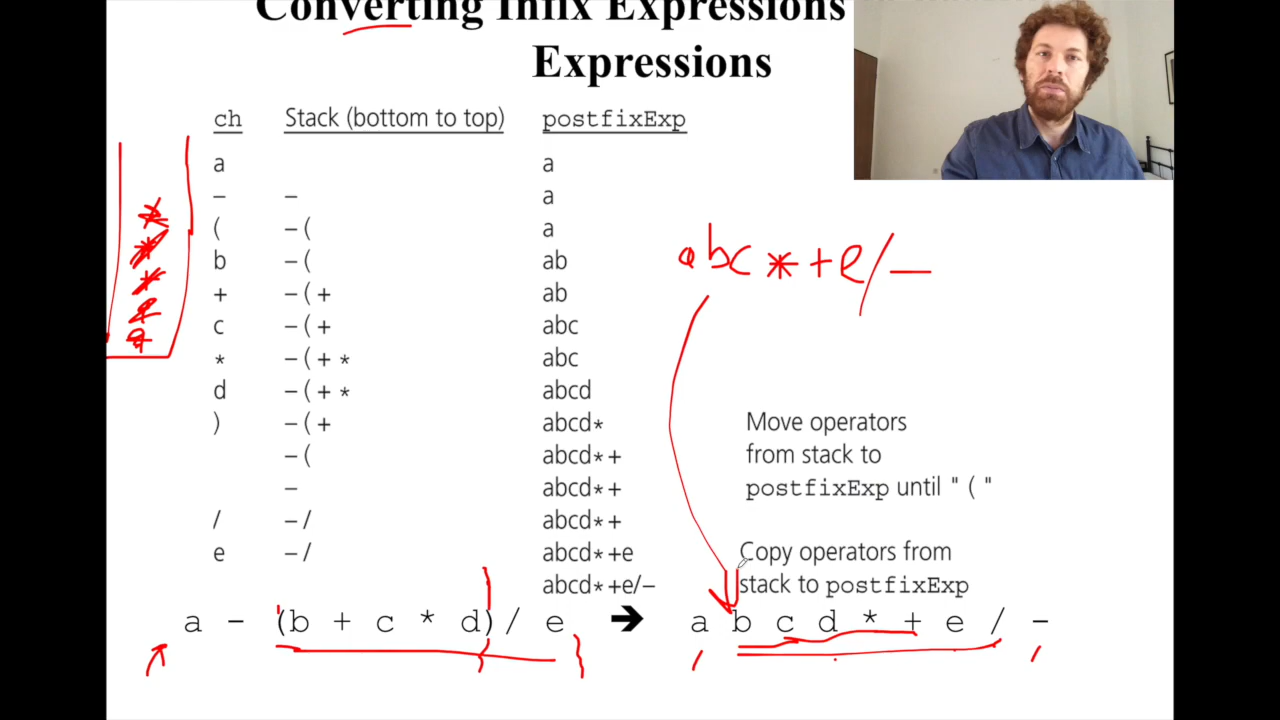 Converting Infix Expressions
Expressions
ch Stack (bottom to top) postfixExp
a a
− − a
( −( a
b −( ab
+ −(+ ab
c −(+ abc
* −(+* abc
d −(+* abcd
) −(+ abcd*
−( abcd*+
− abcd*+
/ −/ abcd*+
e −/ abcd*+e
abcd*+e/−
abc*+e/−
Move operators
from stack to
postfixExp until "("
Copy operators from
stack to postfixExp
a - (b + c * d)/ e → a b c d * + e / -